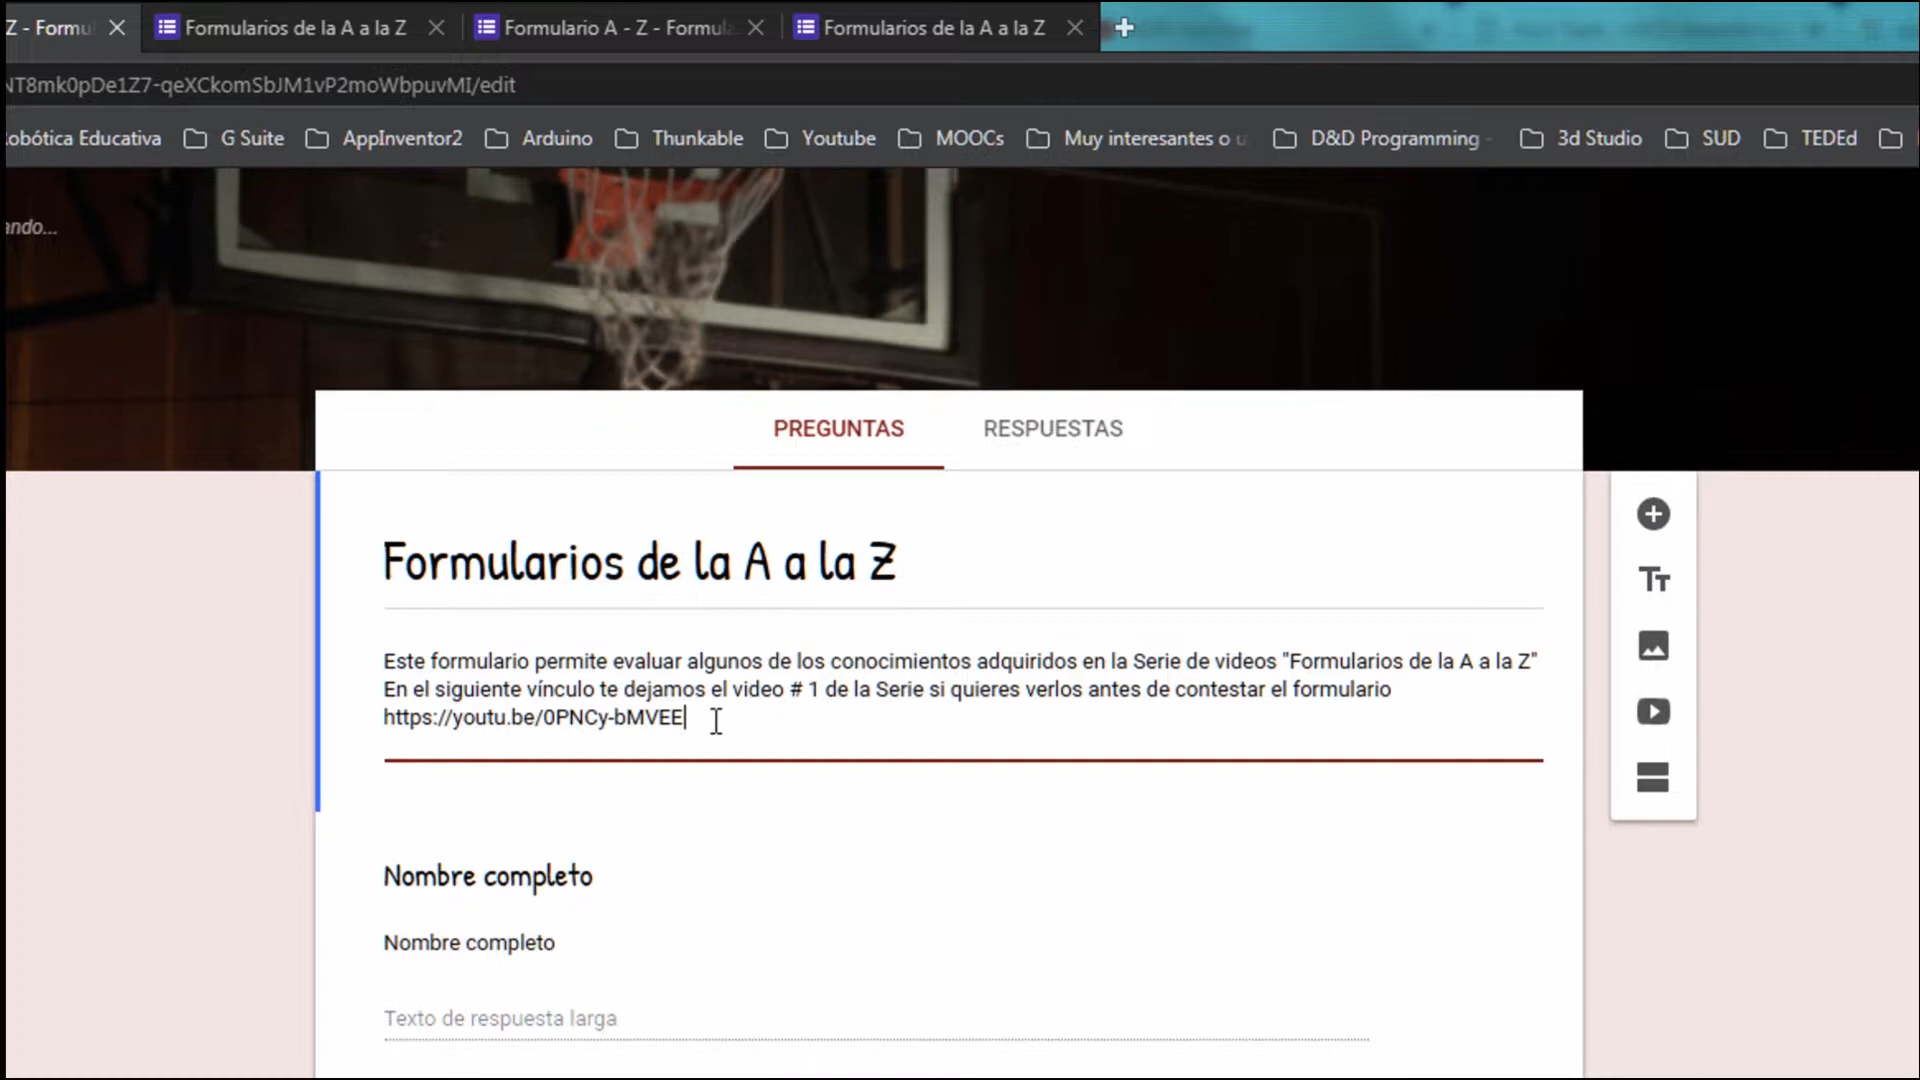 Z - Formu
Formularios de la A a la Z
Formulario A - Z - Formula
Formularios de la A a la Z
NT8mk0pDe1Z7-qeXCkomSbJM1vP2moWbpuvMI/edit
obótica Educativa
G Suite
AppInventor2
Arduino
Thunkable
Youtube
MOOCs
Muy interesantes o u
D&D Programming -
3d Studio
SUD
TEDEd
ando...
PREGUNTAS
RESPUESTAS
Formularios de la A a la Z
Este formulario permite evaluar algunos de los conocimientos adquiridos en la Serie de videos "Formularios de la A a la Z"
En el siguiente vínculo te dejamos el video # 1 de la Serie si quieres verlos antes de contestar el formulario
https://youtu.be/0PNCy-bMVEE
Tт
Nombre completo
Nombre completo
Texto de respuesta larga